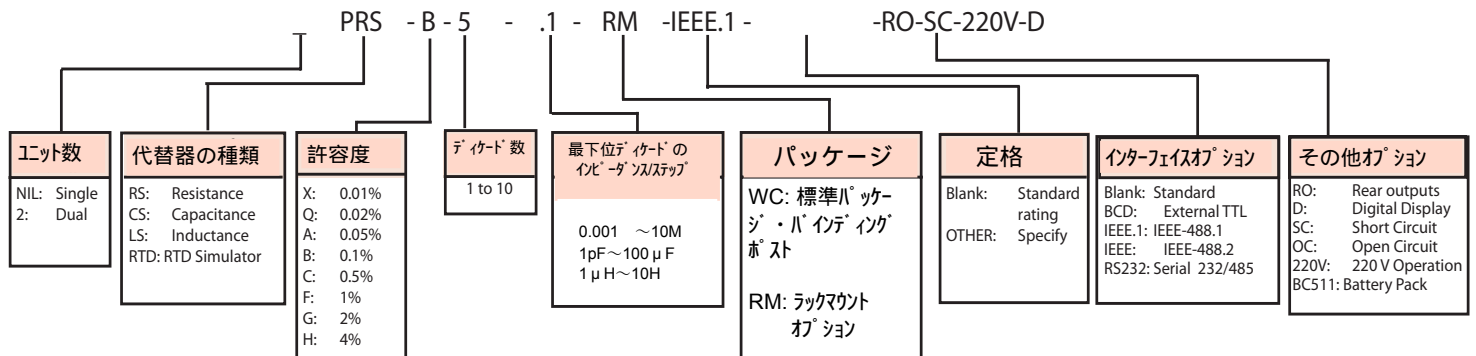 _ PRS - B - 5 - .1 - RM -IEEE.1 - -RO-SC-220V-D
ﾕﾆｯﾄ数
NIL: Single
2: Dual
代替器の種類
RS: Resistance
CS: Capacitance
LS: Inductance
RTD: RTD Simulator
許容度
X: 0.01%
Q: 0.02%
A: 0.05%
B: 0.1%
C: 0.5%
F: 1%
G: 2%
H: 4%
ﾃﾞｨｹｰﾄﾞ数
1 to 10
最下位ﾃﾞｨｹｰﾄﾞの
ｲﾝﾋﾟｰﾀﾞﾝｽ/ｽﾃｯﾌﾟ
0.001 ～10M
1pF～100 μ F
1 μ H～10H
パッケージ
WC: 標準ﾊﾟｯｹｰ
ｼﾞ・ﾊﾞｲﾝﾃﾞｨﾝｸﾞ
ﾎﾟｽﾄ
RM: ﾗｯｸﾏｳﾝﾄ
ｵﾌﾟｼｮﾝ
定格
Blank: Standard
rating
OTHER: Specify
ｲﾝﾀｰﾌｪｲｽｵﾌﾟｼｮﾝ
Blank: Standard
BCD: External TTL
IEEE.1: IEEE-488.1
IEEE: IEEE-488.2
RS232: Serial 232/485
その他ｵﾌﾟｼｮﾝ
RO: Rear outputs
D: Digital Display
SC: Short Circuit
OC: Open Circuit
220V: 220 V Operation
BC511: Battery Pack